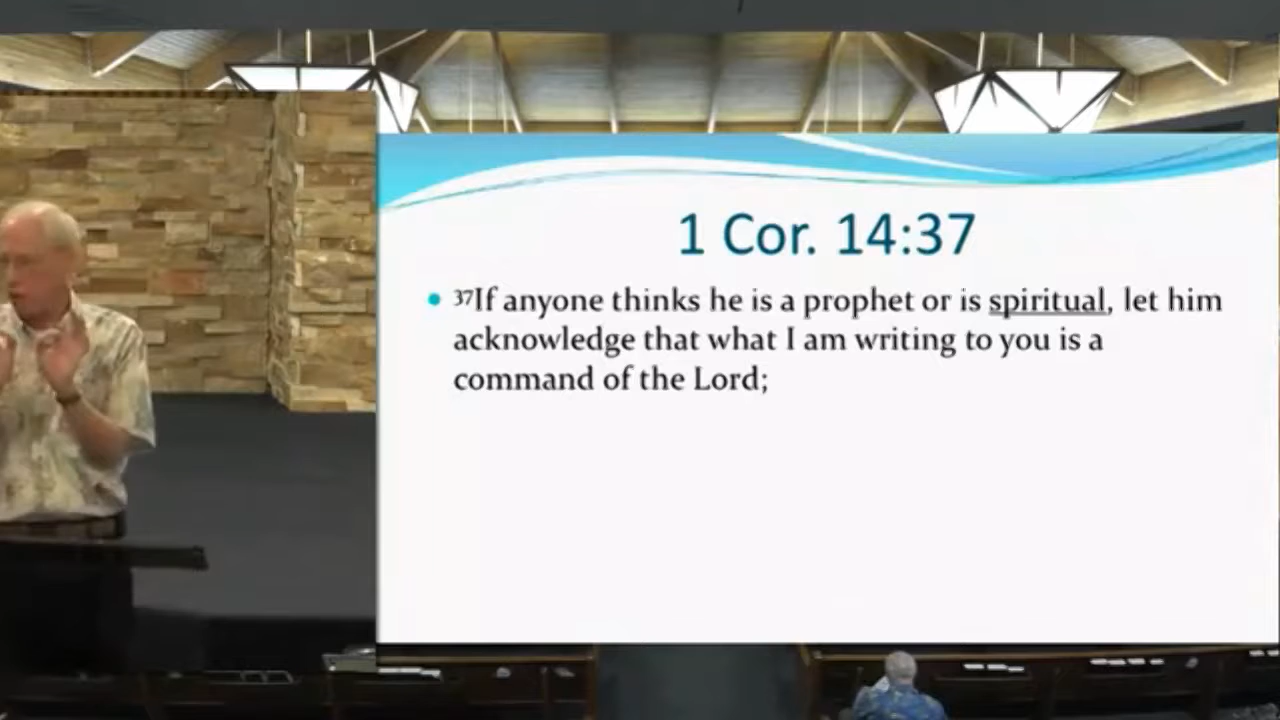 1 Cor. 14:37
• ³⁷If anyone thinks he is a prophet or is spiritual, let him
acknowledge that what I am writing to you is a
command of the Lord;